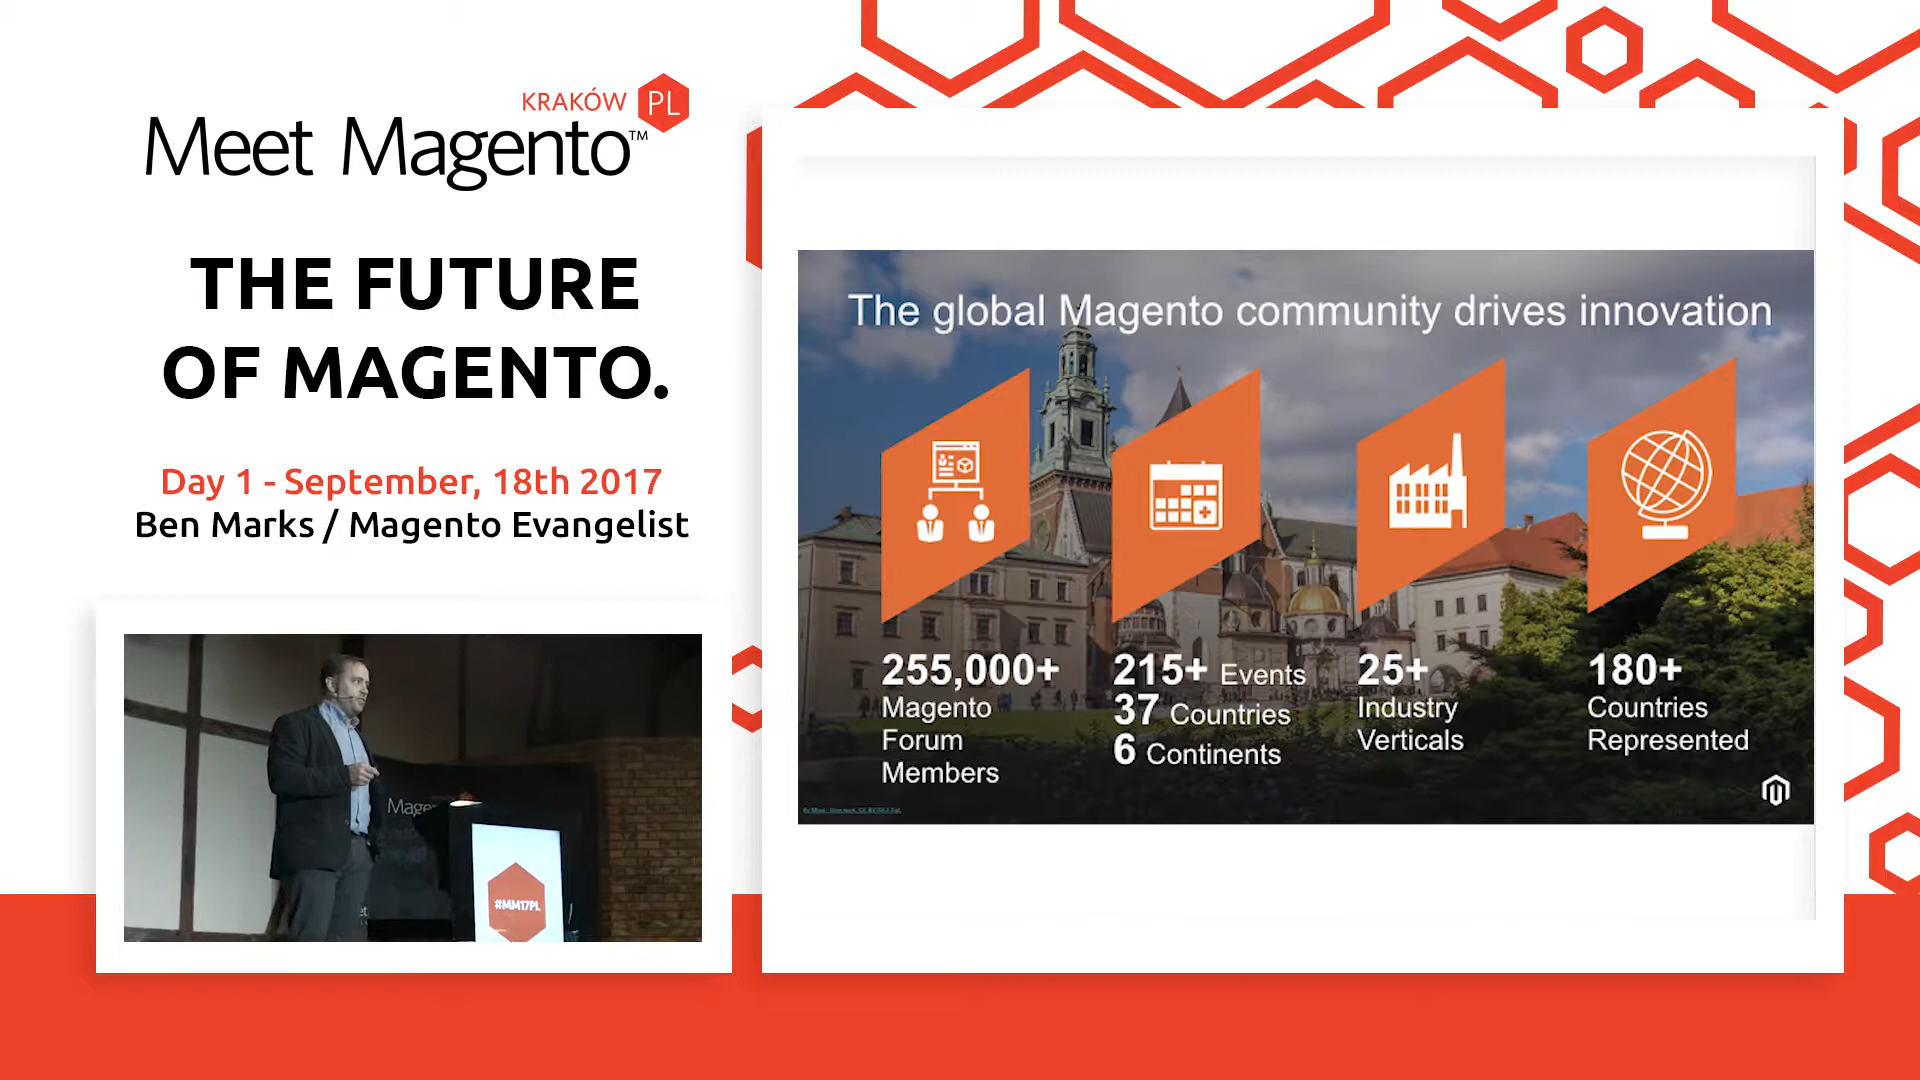 KRAKÓW PL
Meet Magento™
THE FUTURE
OF MAGENTO.
Day 1 - September, 18th 2017
Ben Marks / Magento Evangelist
#MM17PL
The global Magento community drives innovation
255,000+
Magento
Forum
Members
215+ Events
37 Countries
6 Continents
25+
Industry
Verticals
180+
Countries
Represented